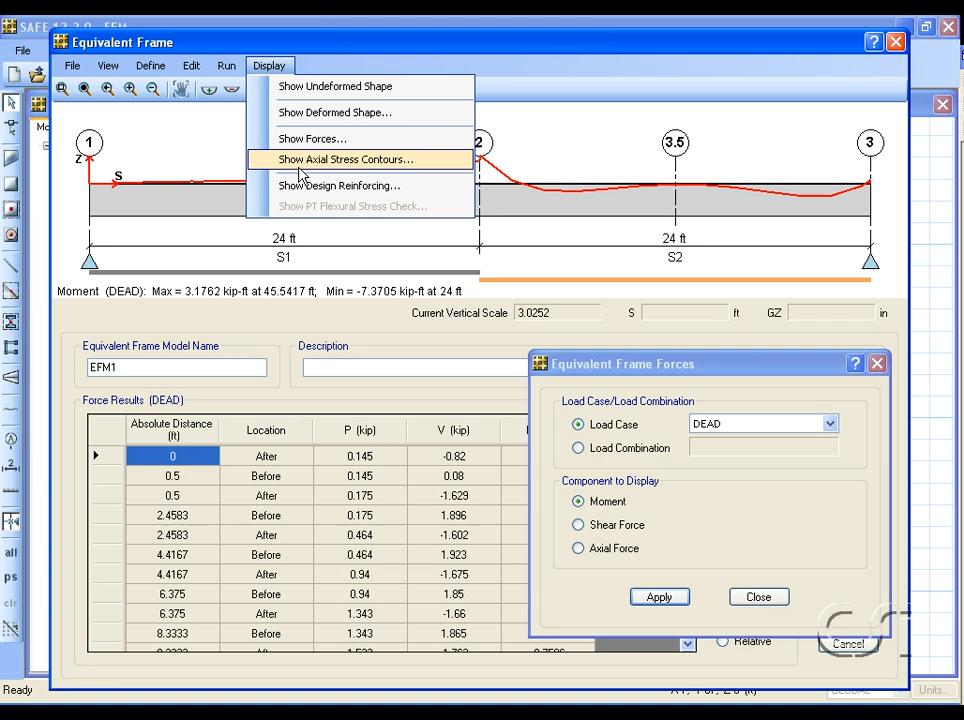 SAFE 12.2.0 - EFM
Equivalent Frame
File
File View Define Edit Run Display
Show Undeformed Shape
Show Deformed Shape...
Show Forces...
Show Axial Stress Contours...
Show Design Reinforcing...
Show PT Flexural Stress Check...
Mo
1 2 3.5 3
Z
S
24 ft 24 ft
S1 S2
Moment (DEAD): Max = 3.1762 kip-ft at 45.5417 ft; Min = -7.3705 kip-ft at 24 ft
Current Vertical Scale 3.0252 S ft GZ in
Equivalent Frame Model Name Description
EFM1
Force Results (DEAD)
Absolute Distance (ft) Location P (kip) V (kip)
0 After 0.145 -0.82
0.5 Before 0.145 0.08
0.5 After 0.175 -1.629
2.4583 Before 0.175 1.896
2.4583 After 0.464 -1.602
4.4167 Before 0.464 1.923
4.4167 After 0.94 -1.675
6.375 Before 0.94 1.85
6.375 After 1.343 -1.66
8.3333 Before 1.343 1.865
Equivalent Frame Forces
Load Case/Load Combination
Load Case DEAD
Load Combination
Component to Display
Moment
Shear Force
Axial Force
Apply Close
Relative
Cancel
all
ps
clr
Ready
GLOBAL
Units...